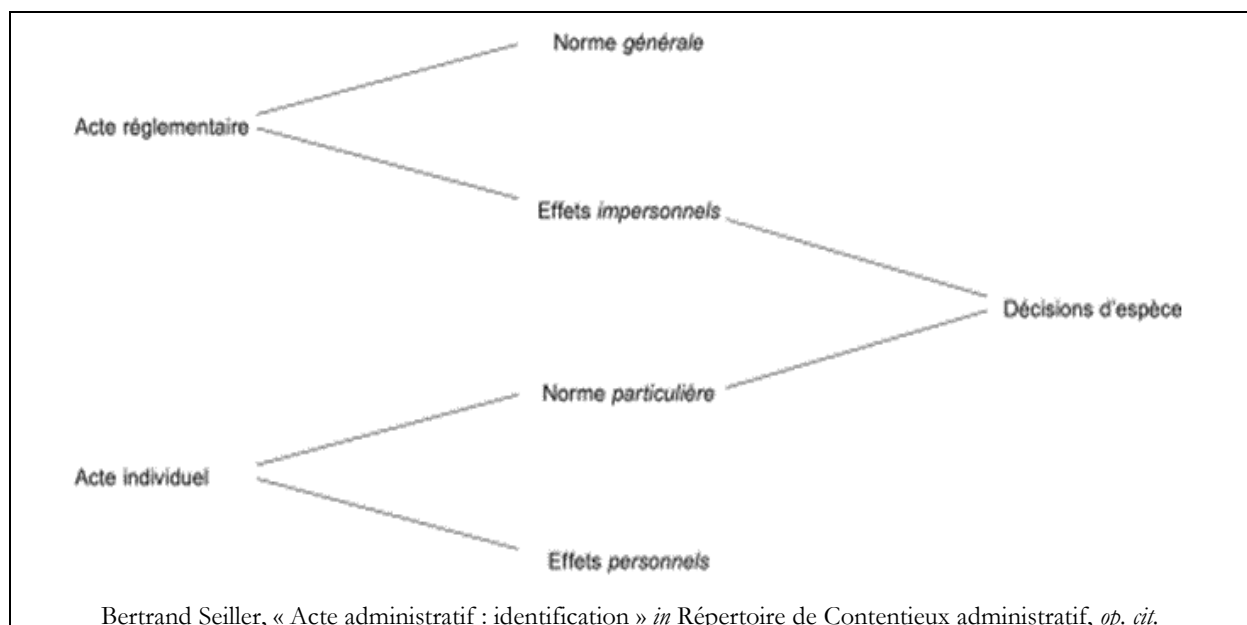 Norme générale
Acte réglementaire
Effets impersonnels
Décisions d'espèce
Norme particulière
Acte individuel
Effets personnels
Bertrand Seiller, « Acte administratif : identification » in Répertoire de Contentieux administratif, op. cit.